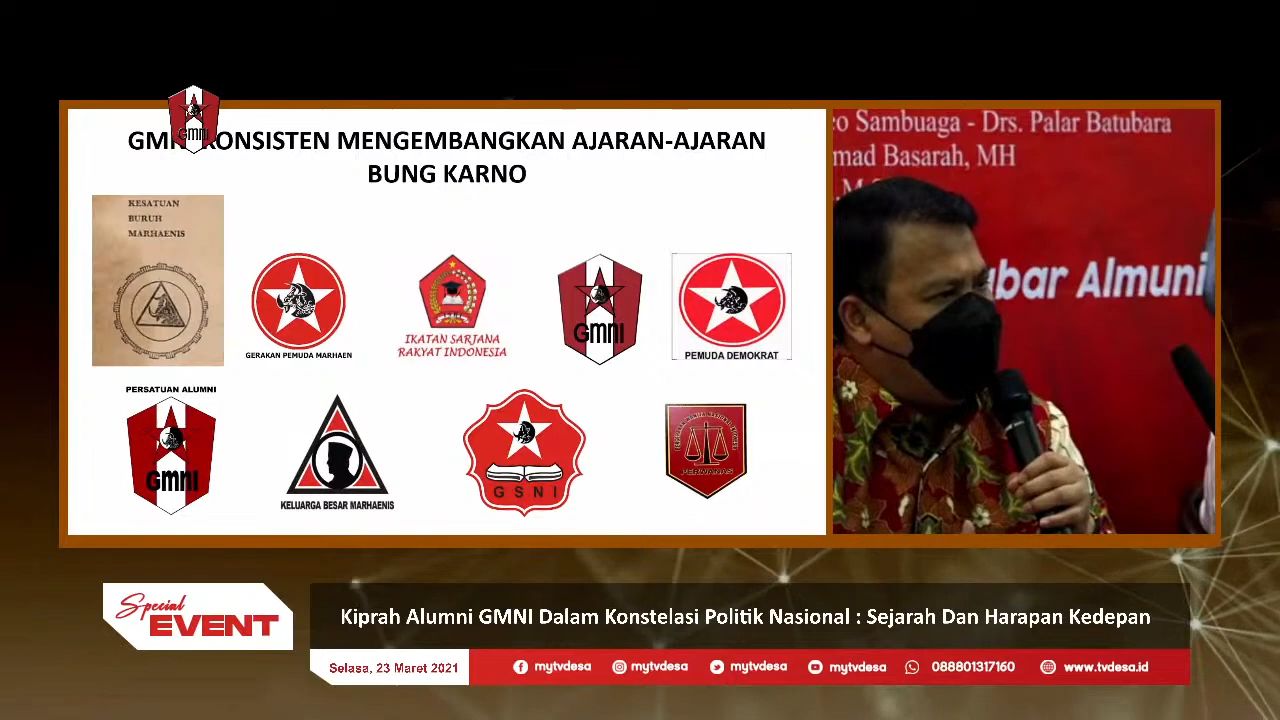 GMNI KONSISTEN MENGEMBANGKAN AJARAN-AJARAN
BUNG KARNO
KESATUAN
BURUH
MARHAENIS
GERAKAN PEMUDA MARHAEN
IKATAN SARJANA
RAKYAT INDONESIA
GMNI
PEMUDA DEMOKRAT
PERSATUAN ALUMNI
GMNI
KELUARGA BESAR MARHAENIS
GSNI
PERWANAS
GMNI
co Sambuaga - Drs. Palar Batubara
mad Basarah, MH
bar Almuni
Special
EVENT
Kiprah Alumni GMNI Dalam Konstelasi Politik Nasional : Sejarah Dan Harapan Kedepan
Selasa, 23 Maret 2021
mytvdesa mytvdesa mytvdesa mytvdesa 088801317160 www.tvdesa.id